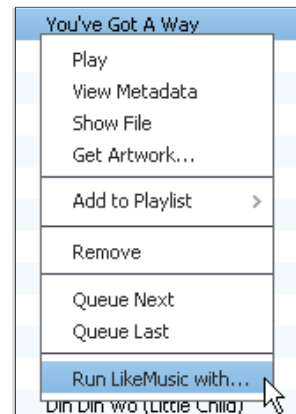 You've Got A Way
Play
View Metadata
Show File
Get Artwork...
Add to Playlist >
Remove
Queue Next
Queue Last
Run LikeMusic with...
Din Din Wo (Little Child)